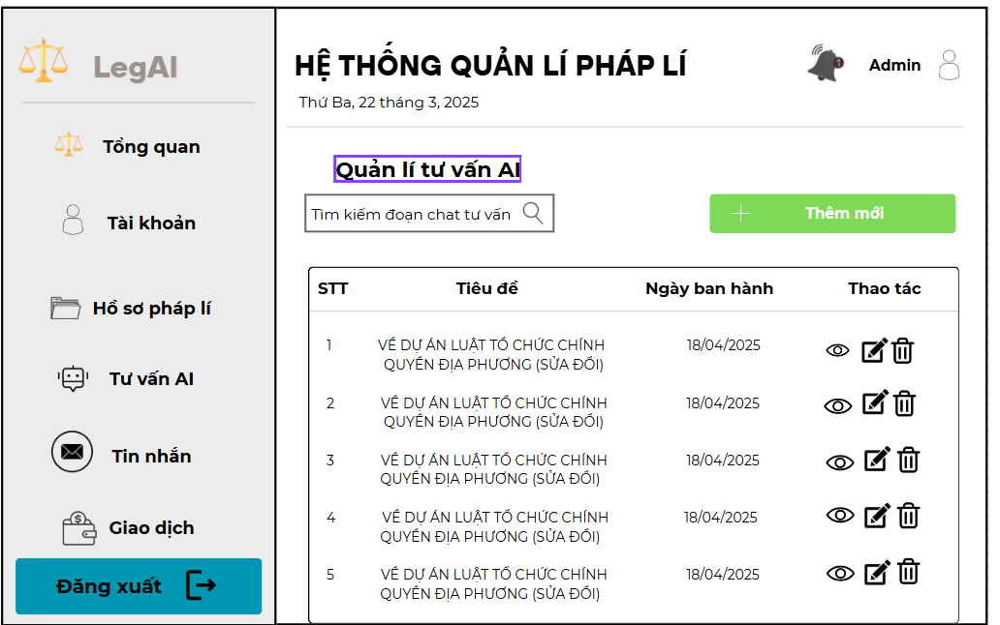 LegAI
Tổng quan
Tài khoản
Hồ sơ pháp lí
Tư vấn AI
Tin nhắn
Giao dịch
Đăng xuất
HỆ THỐNG QUẢN LÍ PHÁP LÍ
Thứ Ba, 22 tháng 3, 2025
1
Admin
Quản lí tư vấn AI
Tìm kiếm đoạn chat tư vấn
Thêm mới
STT Tiêu đề Ngày ban hành Thao tác
1 VỀ DỰ ÁN LUẬT TỔ CHỨC CHÍNH 18/04/2025
QUYỀN ĐỊA PHƯƠNG (SỬA ĐỔI)
2 VỀ DỰ ÁN LUẬT TỔ CHỨC CHÍNH 18/04/2025
QUYỀN ĐỊA PHƯƠNG (SỬA ĐỔI)
3 VỀ DỰ ÁN LUẬT TỔ CHỨC CHÍNH 18/04/2025
QUYỀN ĐỊA PHƯƠNG (SỬA ĐỔI)
4 VỀ DỰ ÁN LUẬT TỔ CHỨC CHÍNH 18/04/2025
QUYỀN ĐỊA PHƯƠNG (SỬA ĐỔI)
5 VỀ DỰ ÁN LUẬT TỔ CHỨC CHÍNH 18/04/2025
QUYỀN ĐỊA PHƯƠNG (SỬA ĐỔI)